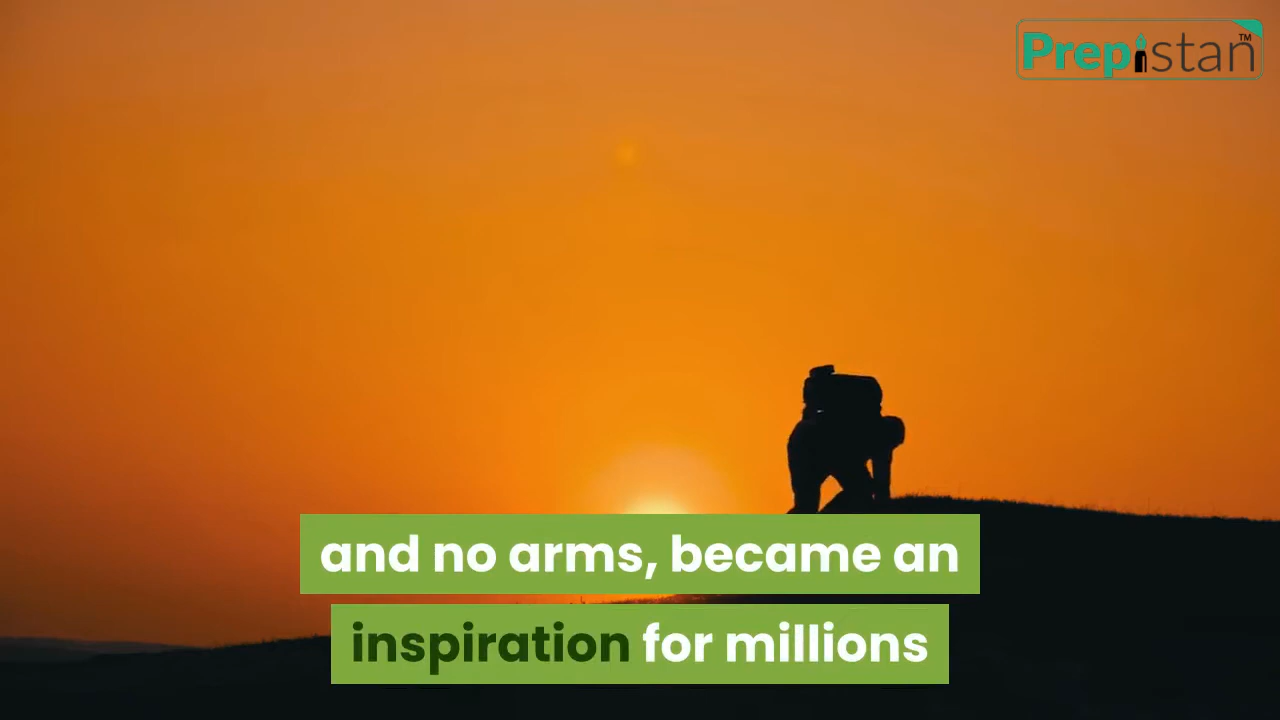 Prepistan™
and no arms, became an
inspiration for millions